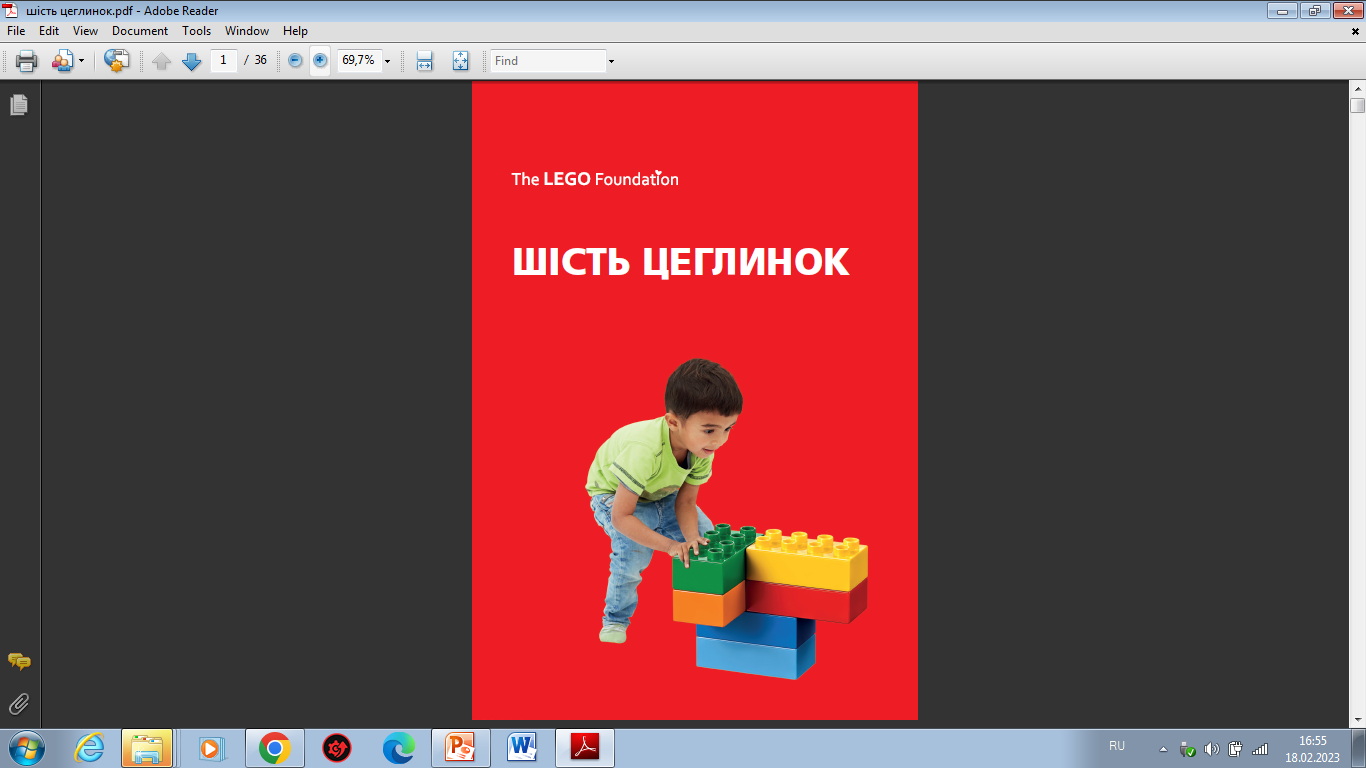 шість цеглинок.pdf - Adobe Reader
File Edit View Document Tools Window Help
1 / 36 69,7% Find
The LEGO Foundation
ШІСТЬ ЦЕГЛИНОК
RU
16:55
18.02.2023